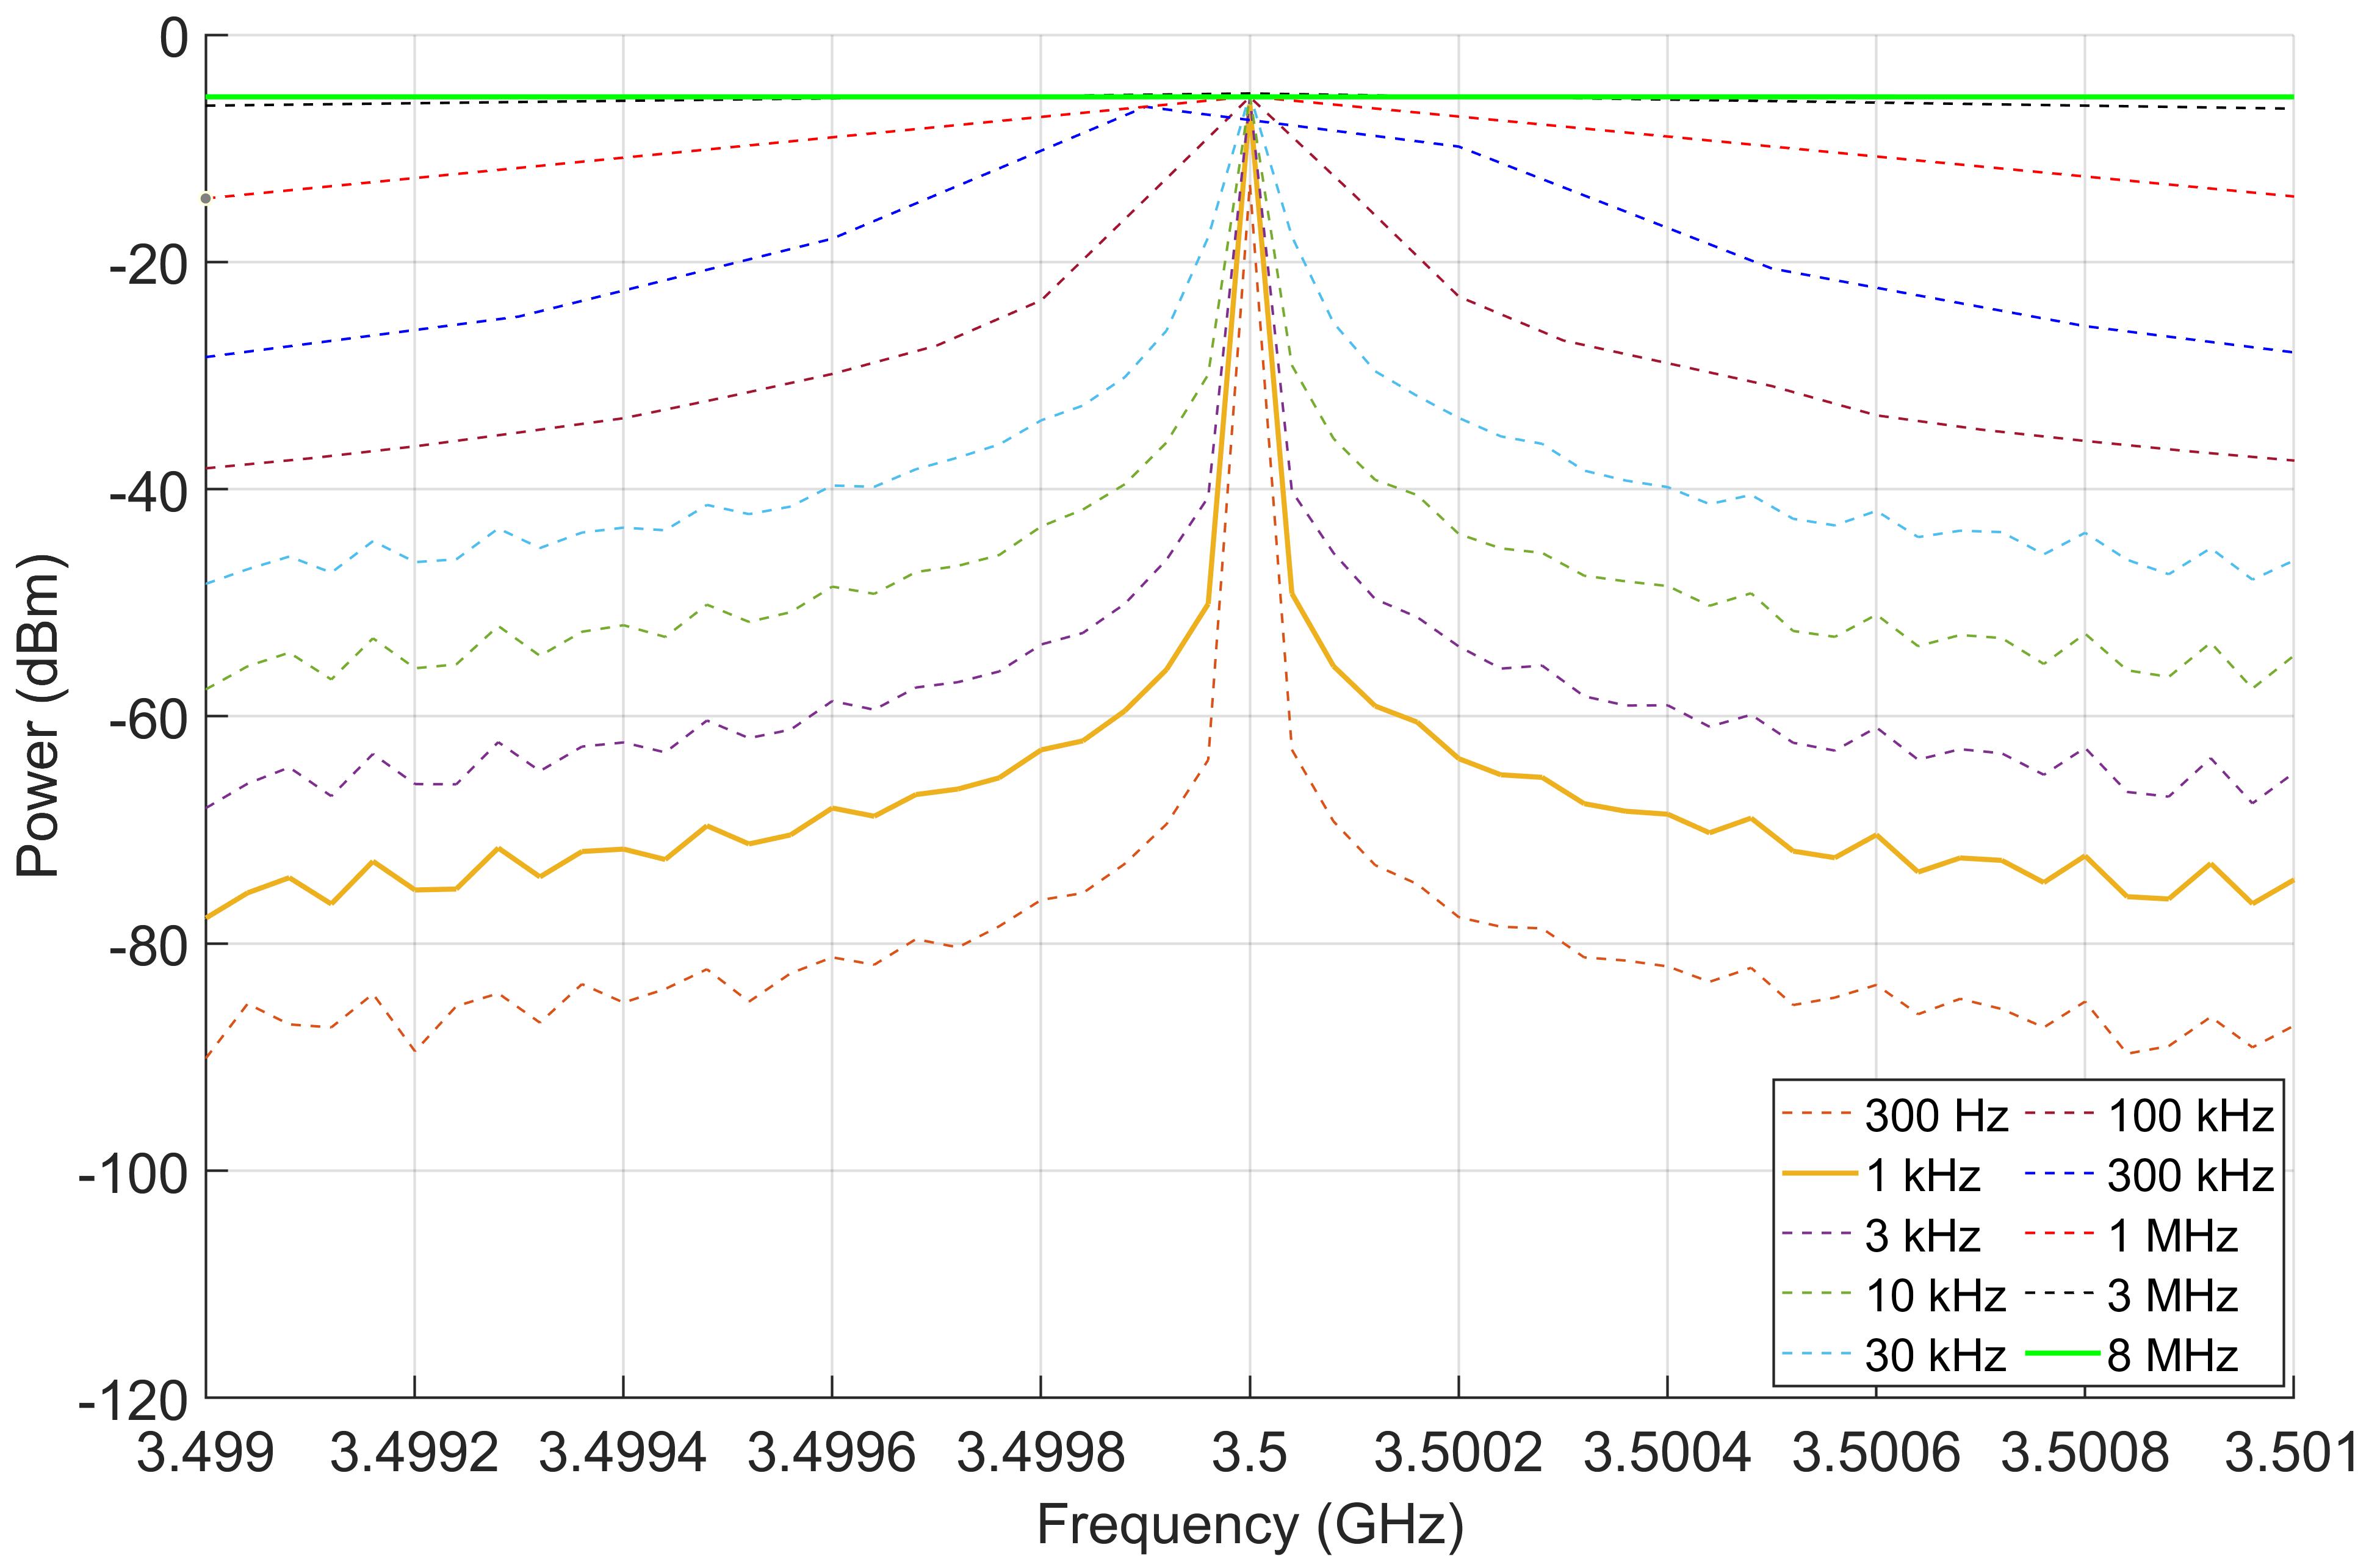 0
-20
-40
-60
-80
-100
-120
Power (dBm)
3.499 3.4992 3.4994 3.4996 3.4998 3.5 3.5002 3.5004 3.5006 3.5008 3.501
Frequency (GHz)
300 Hz 100 kHz
1 kHz 300 kHz
3 kHz 1 MHz
10 kHz 3 MHz
30 kHz 8 MHz